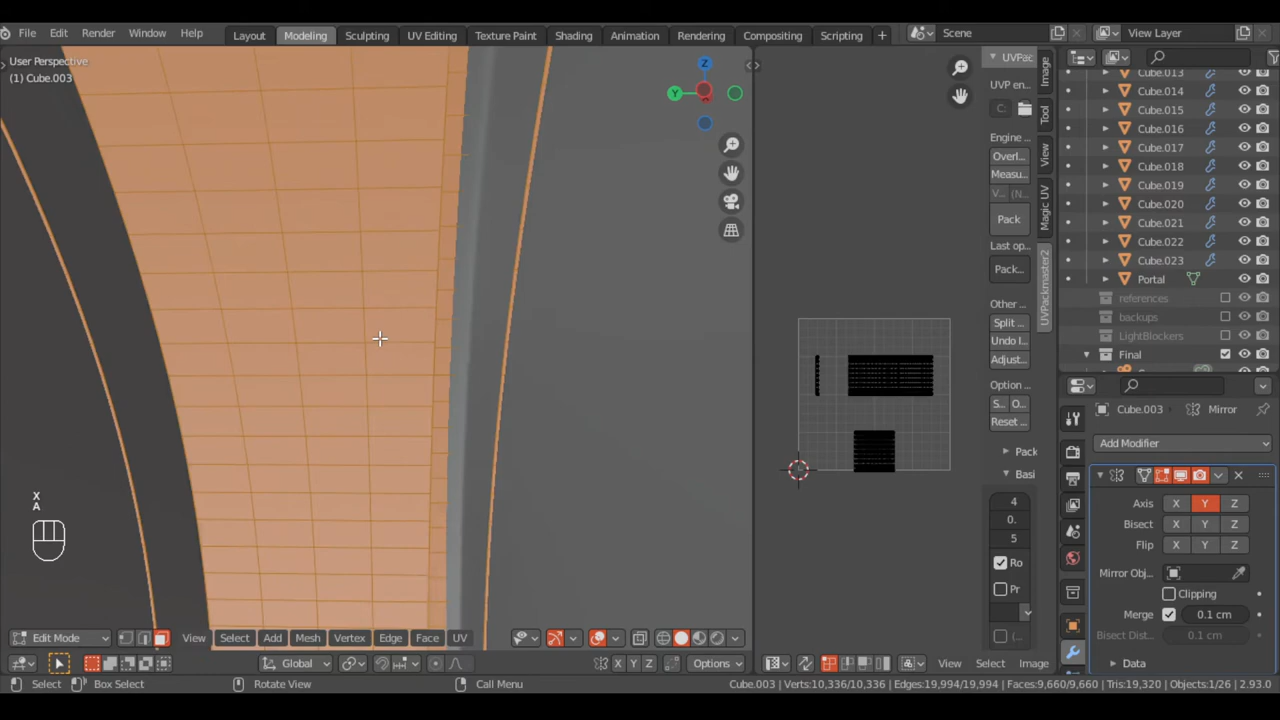 File Edit Render Window Help
Layout Modeling Sculpting UV Editing Texture Paint Shading Animation Rendering Compositing Scripting +
Scene
View Layer
User Perspective
(1) Cube.003
Z
Y
X
A
UVPac
UVP en...
C:
Engine ...
Overl...
Measu...
V... (N...
Pack
Last op...
Pack...
Other ...
Split ...
Undo I...
Adjust...
Option ...
S... O...
Reset ...
Pack
Basi
4
0.
5
Ro
Pr
Image
Tool
View
Magic UV
UVPackmaster2
Cube.013
Cube.014
Cube.015
Cube.016
Cube.017
Cube.018
Cube.019
Cube.020
Cube.021
Cube.022
Cube.023
Portal
references
backups
LightBlockers
Final
Cube.003 Mirror
Add Modifier
Axis X Y Z
Bisect X Y Z
Flip X Y Z
Mirror Obj...
Clipping
Merge 0.1 cm
Bisect Dist... 0.1 cm
Data
Edit Mode View Select Add Mesh Vertex Edge Face UV
Global X Y Z Options
View Select Image
Select Box Select Rotate View Call Menu
Cube.003 | Verts:10,336/10,336 | Edges:19,994/19,994 | Faces:9,660/9,660 | Tris:19,320 | Objects:1/26 | 2.93.0